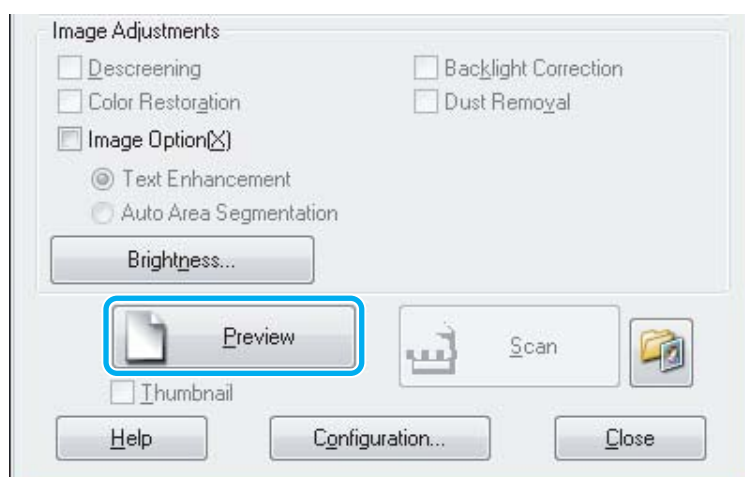 Image Adjustments
Descreening Backlight Correction
Color Restoration Dust Removal
Image Option(X)
Text Enhancement
Auto Area Segmentation
Brightness...
Preview Scan
Thumbnail
Help Configuration... Close